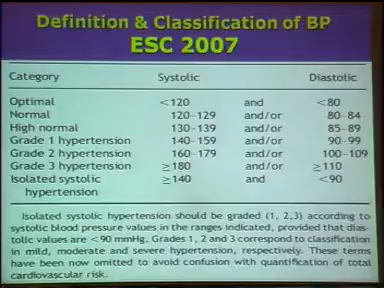 Definition & Classification of BP
ESC 2007
Category Systolic Diastolic
Optimal <120 and <80
Normal 120-129 and/or 80-84
High normal 130-139 and/or 85-89
Grade 1 hypertension 140-159 and/or 90-99
Grade 2 hypertension 160-179 and/or 100-109
Grade 3 hypertension ≥180 and/or ≥110
Isolated systolic ≥140 and <90
hypertension
Isolated systolic hypertension should be graded (1, 2,3) according to
systolic blood pressure values in the ranges indicated, provided that dias-
tolic values are <90 mmHg. Grades 1, 2 and 3 correspond to classification
in mild, moderate and severe hypertension, respectively. These terms
have been now omitted to avoid confusion with quantification of total
cardiovascular risk.